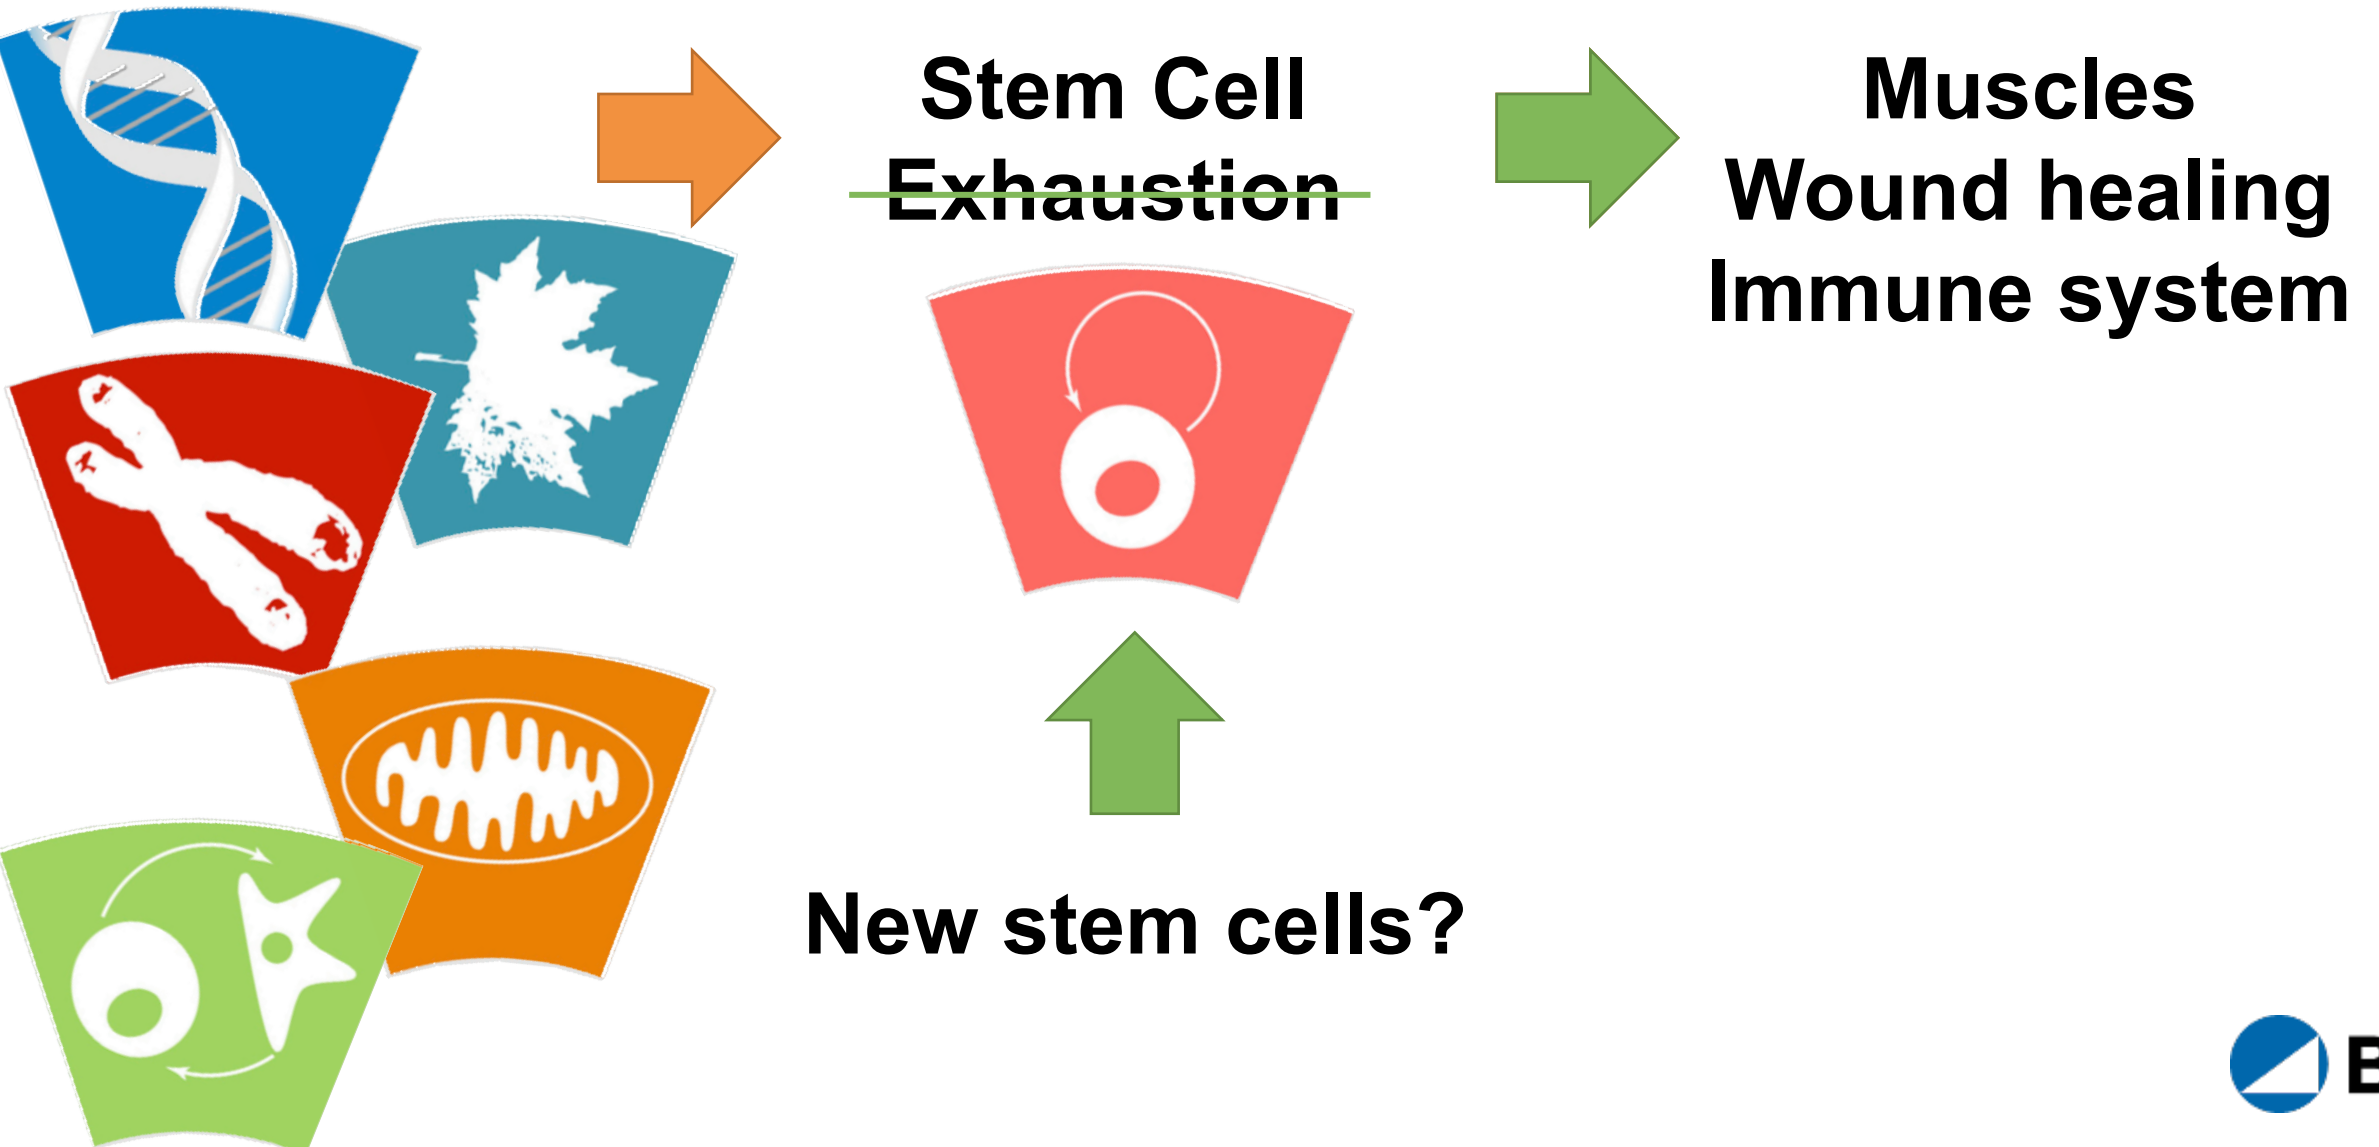 Stem Cell
Exhaustion
Muscles
Wound healing
Immune system
New stem cells?
B